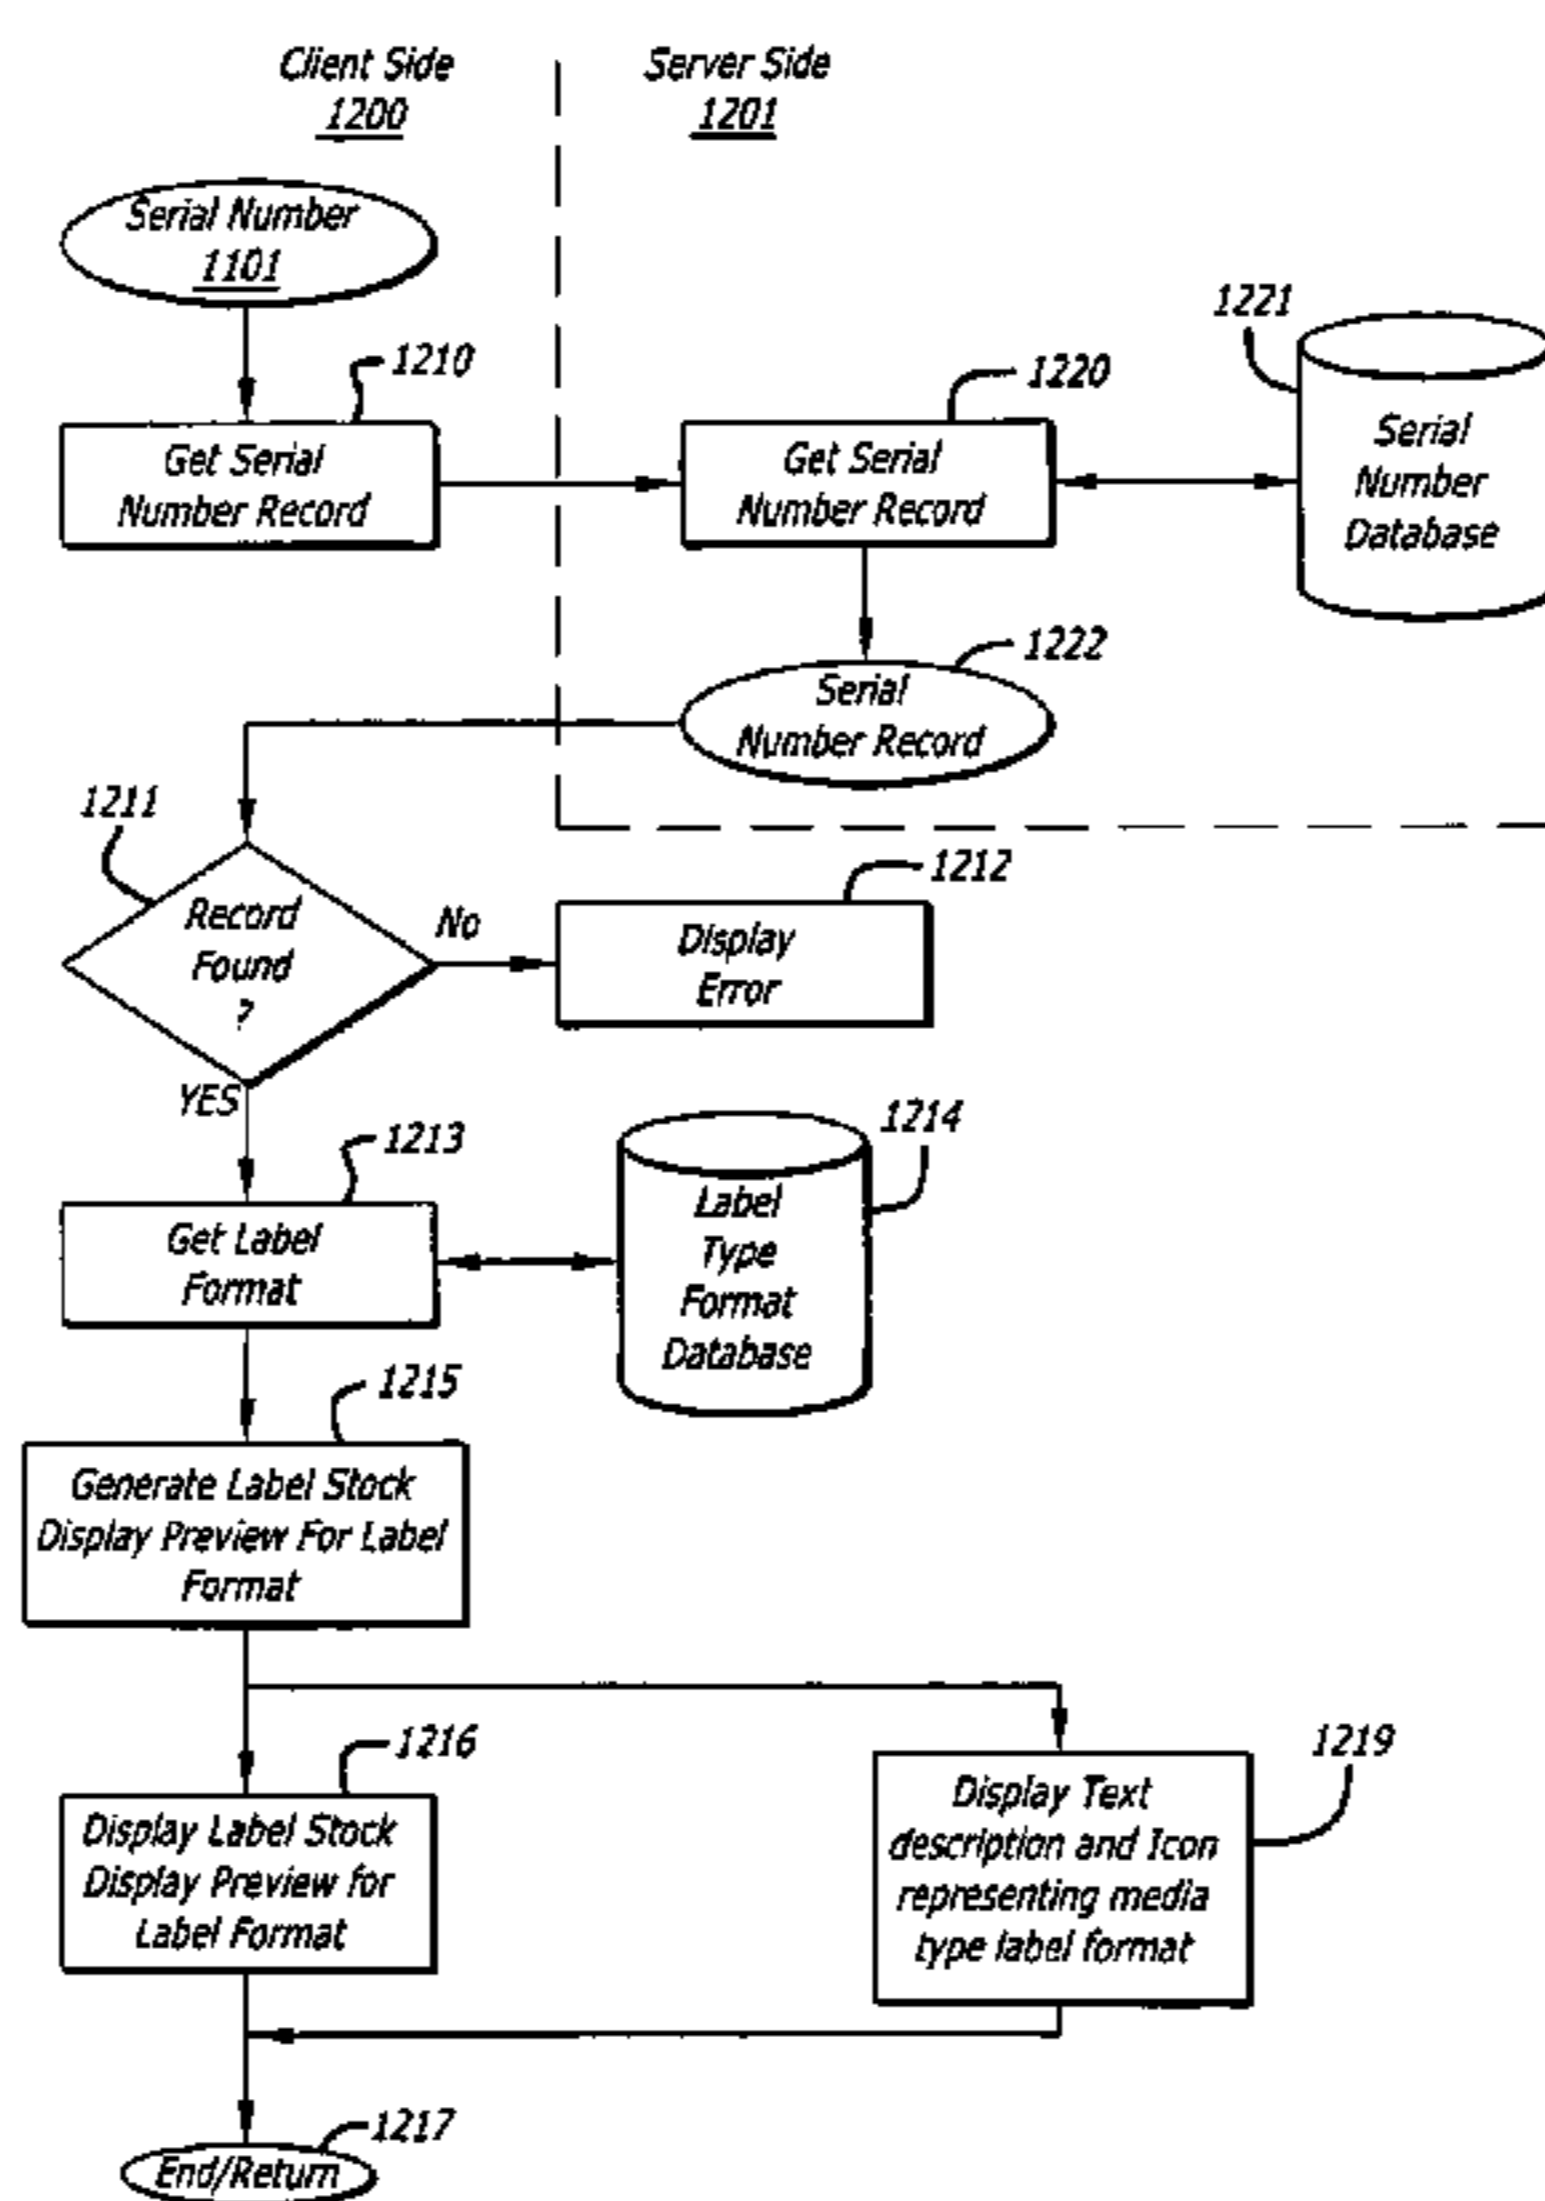 Client Side
1200
Server Side
1201
Serial Number
1101
1210
Get Serial
Number Record
1220
Get Serial
Number Record
1221
Serial
Number
Database
1222
Serial
Number Record
1211
Record
Found
?
No
1212
Display
Error
YES
1213
Get Label
Format
1214
Label
Type
Format
Database
1215
Generate Label Stock
Display Preview For Label
Format
1216
Display Label Stock
Display Preview for
Label Format
1219
Display Text
description and Icon
representing media
type label format
1217
End/Return